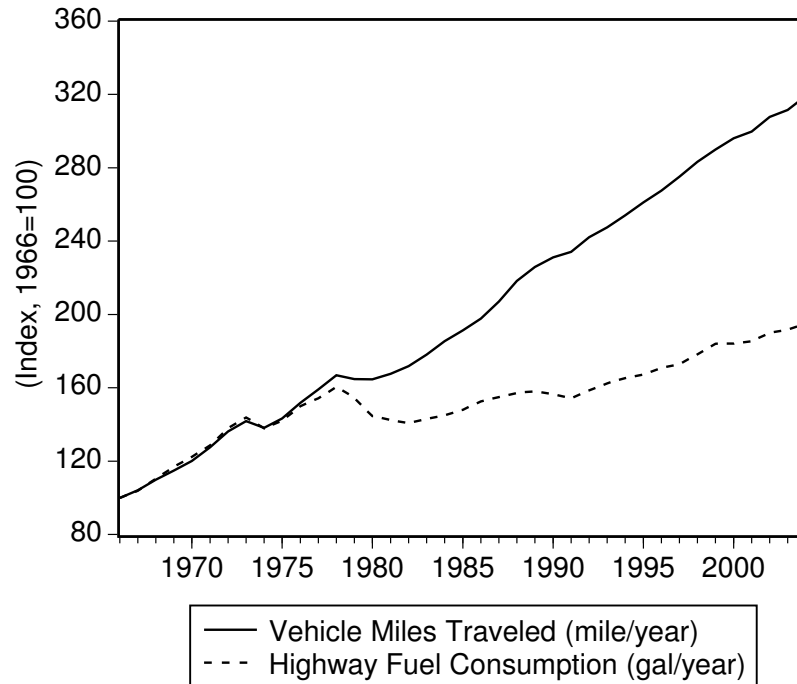 360
320
280
240
200
160
120
80
(Index, 1966=100)
1970 1975 1980 1985 1990 1995 2000
Vehicle Miles Traveled (mile/year)
Highway Fuel Consumption (gal/year)